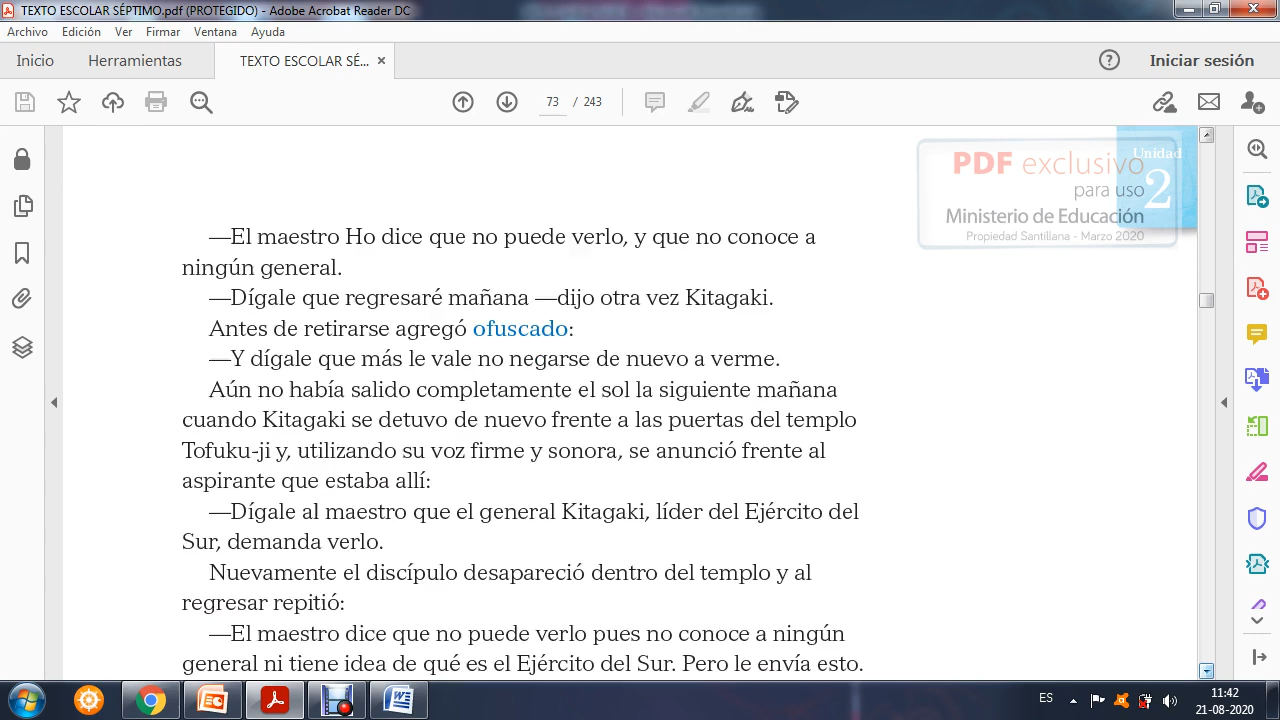 TEXTO ESCOLAR SÉPTIMO.pdf (PROTEGIDO) - Adobe Acrobat Reader DC
Archivo Edición Ver Firmar Ventana Ayuda
Inicio Herramientas TEXTO ESCOLAR SÉ... × Iniciar sesión
73 / 243
PDF exclusivo
para uso
Ministerio de Educación
Propiedad Santillana - Marzo 2020
Unidad
2
—El maestro Ho dice que no puede verlo, y que no conoce a
ningún general.
—Dígale que regresaré mañana —dijo otra vez Kitagaki.
Antes de retirarse agregó ofuscado:
—Y dígale que más le vale no negarse de nuevo a verme.
Aún no había salido completamente el sol la siguiente mañana
cuando Kitagaki se detuvo de nuevo frente a las puertas del templo
Tofuku-ji y, utilizando su voz firme y sonora, se anunció frente al
aspirante que estaba allí:
—Dígale al maestro que el general Kitagaki, líder del Ejército del
Sur, demanda verlo.
Nuevamente el discípulo desapareció dentro del templo y al
regresar repitió:
—El maestro dice que no puede verlo pues no conoce a ningún
general ni tiene idea de qué es el Ejército del Sur. Pero le envía esto.
ES 11:42
21-08-2020